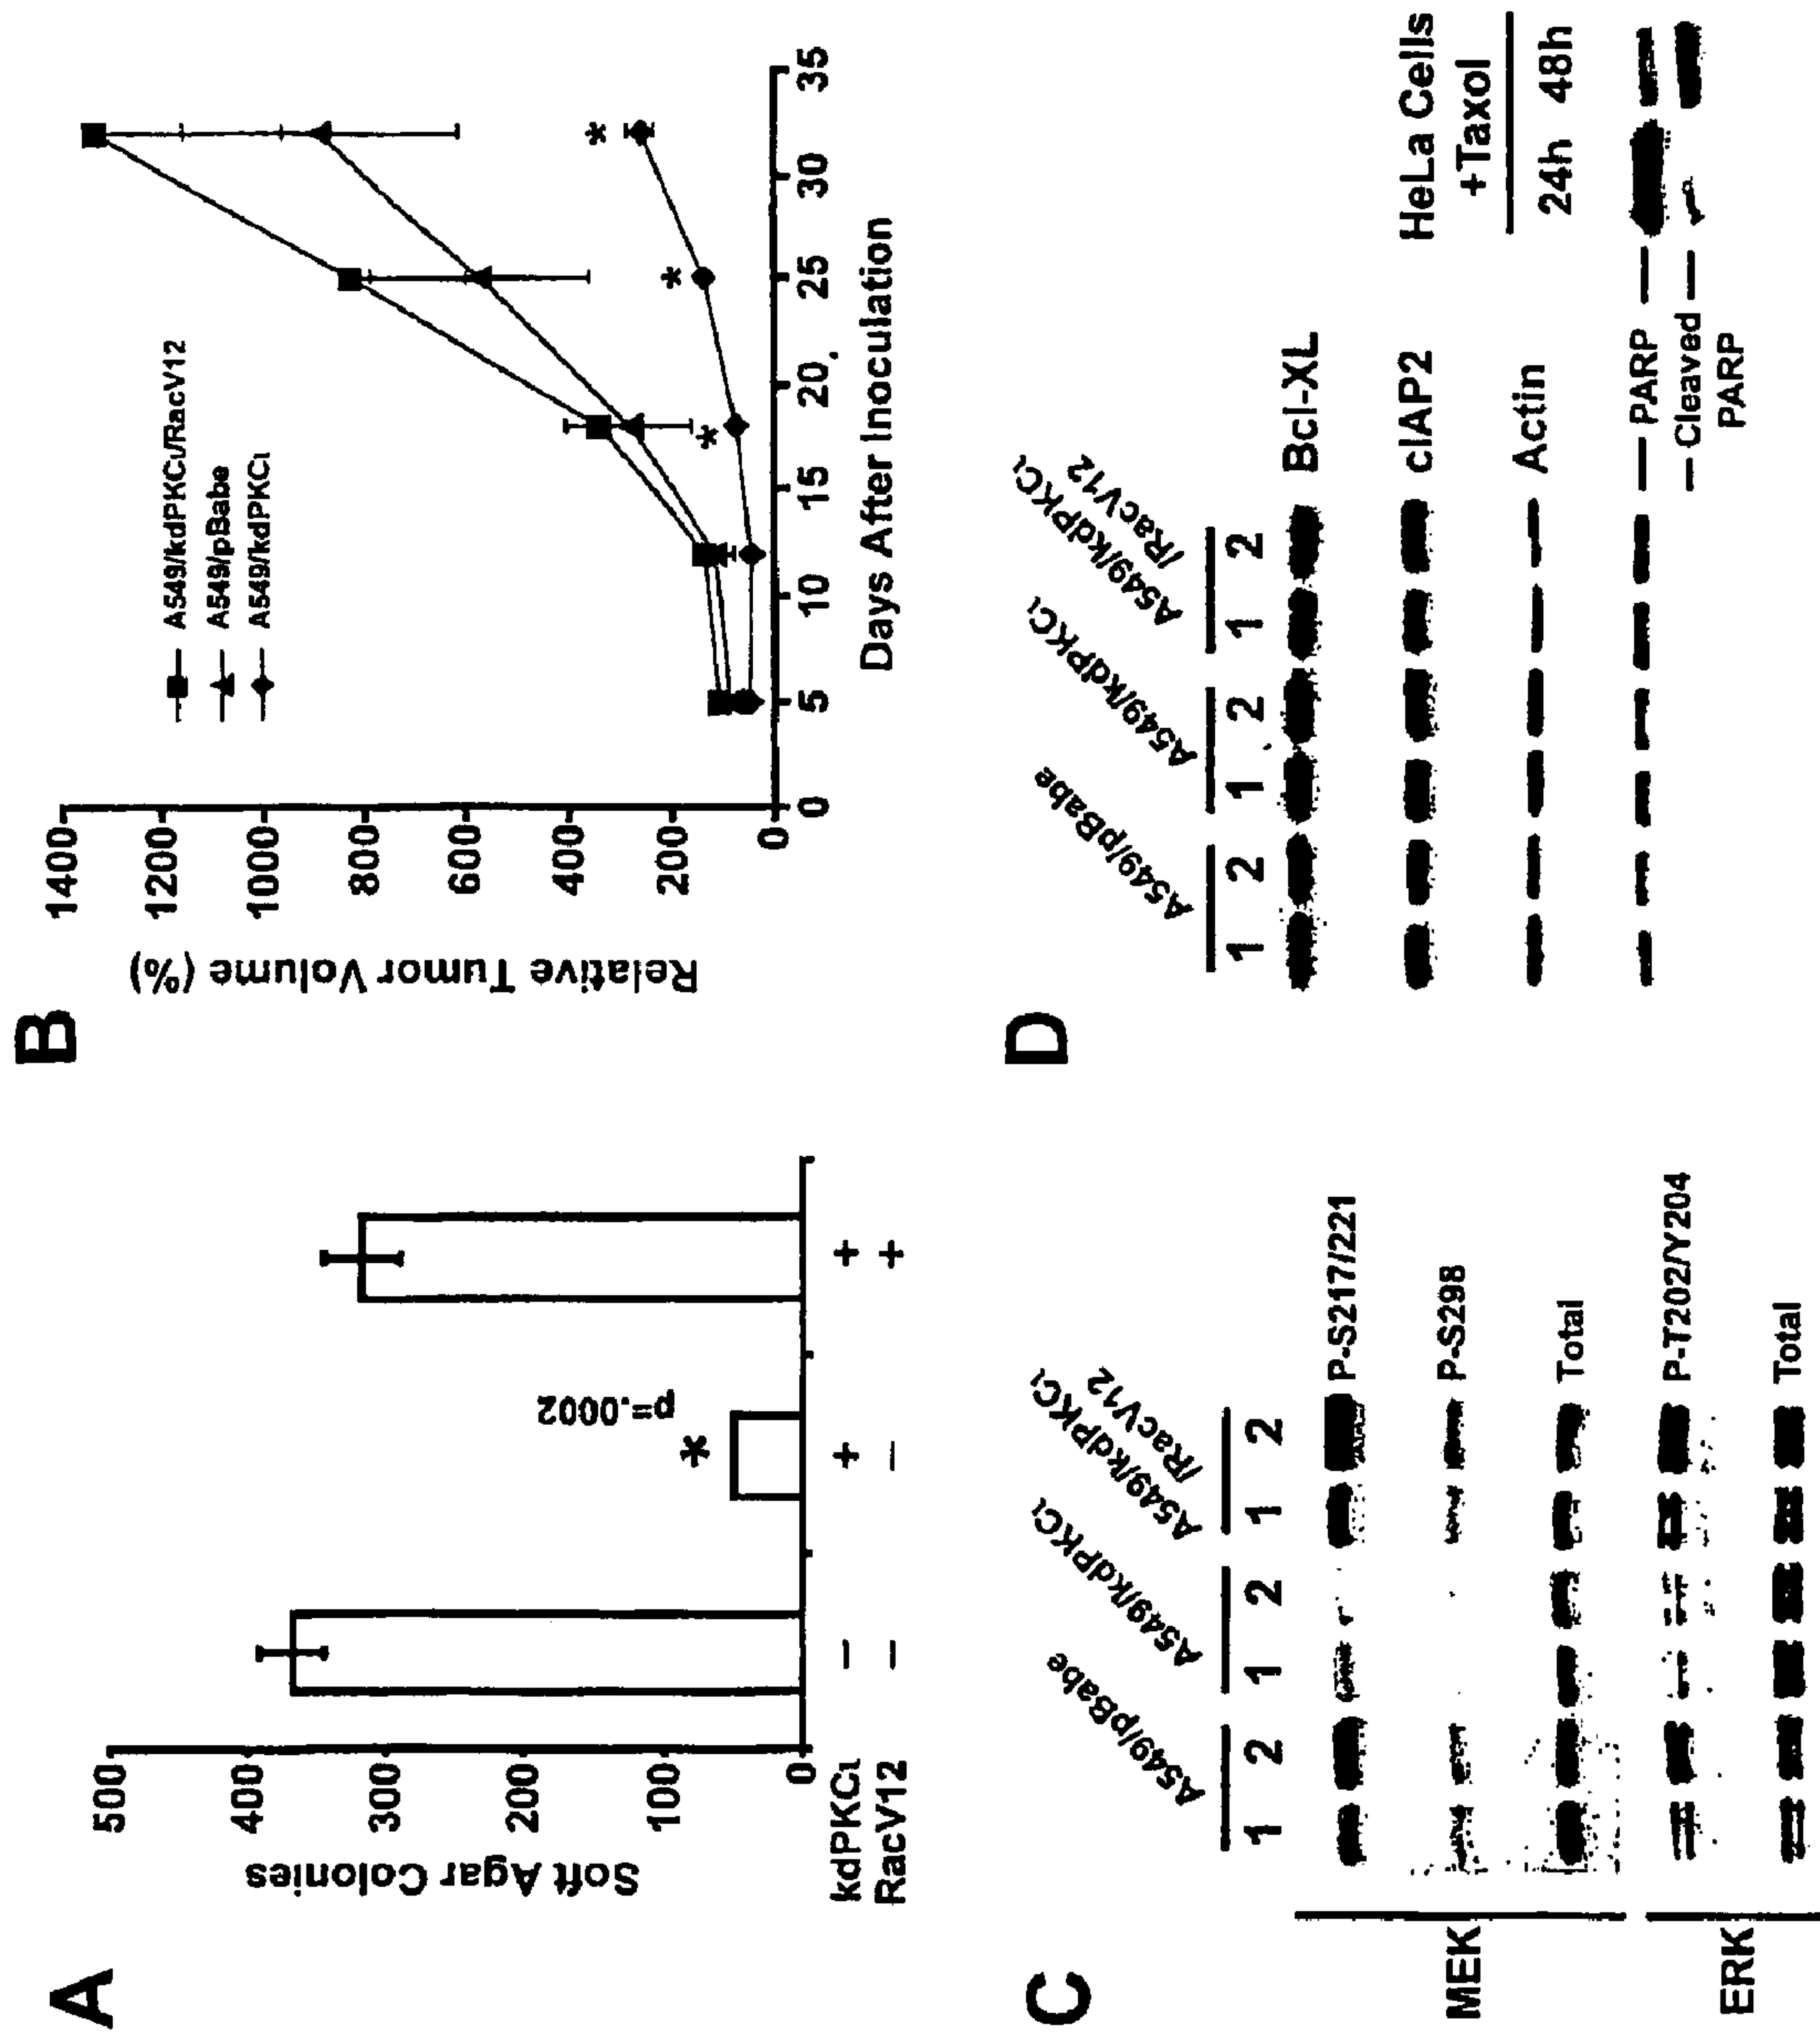 A
Soft Agar Colonies
500
400
300
200
100
0
*
p=.0002
kdPKCι – + +
RacV12 – – +
B
Relative Tumor Volume (%)
1400
1200
1000
800
600
400
200
0
A549/kdPKCι/RacV12
A549/pBabe
A549/kdPKCι
* * *
0 5 10 15 20 25 30 35
Days After Inoculation
C
A549/pBabe
A549/kdPKCι
A549/kdPKCι
/RacV12
1 2 1 2 1 2
MEK
P-S217/221
P-S298
Total
ERK
P-T202/Y204
Total
D
A549/pBabe
A549/kdPKCι
A549/kdPKCι
/RacV12
1 2 1 2 1 2
Bcl-XL
cIAP2
Actin
HeLa Cells
+Taxol
24h 48h
PARP
Cleaved
PARP